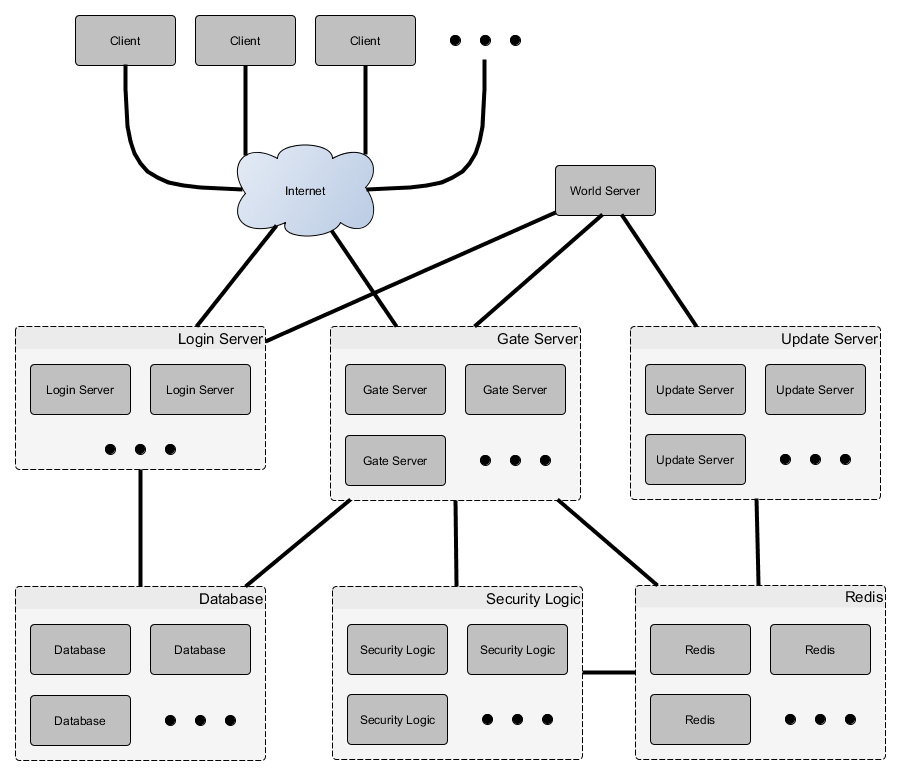 Client
Client
Client
Internet
World Server
Login Server
Login Server
Login Server
Gate Server
Gate Server
Gate Server
Gate Server
Update Server
Update Server
Update Server
Update Server
Database
Database
Database
Database
Security Logic
Security Logic
Security Logic
Security Logic
Redis
Redis
Redis
Redis